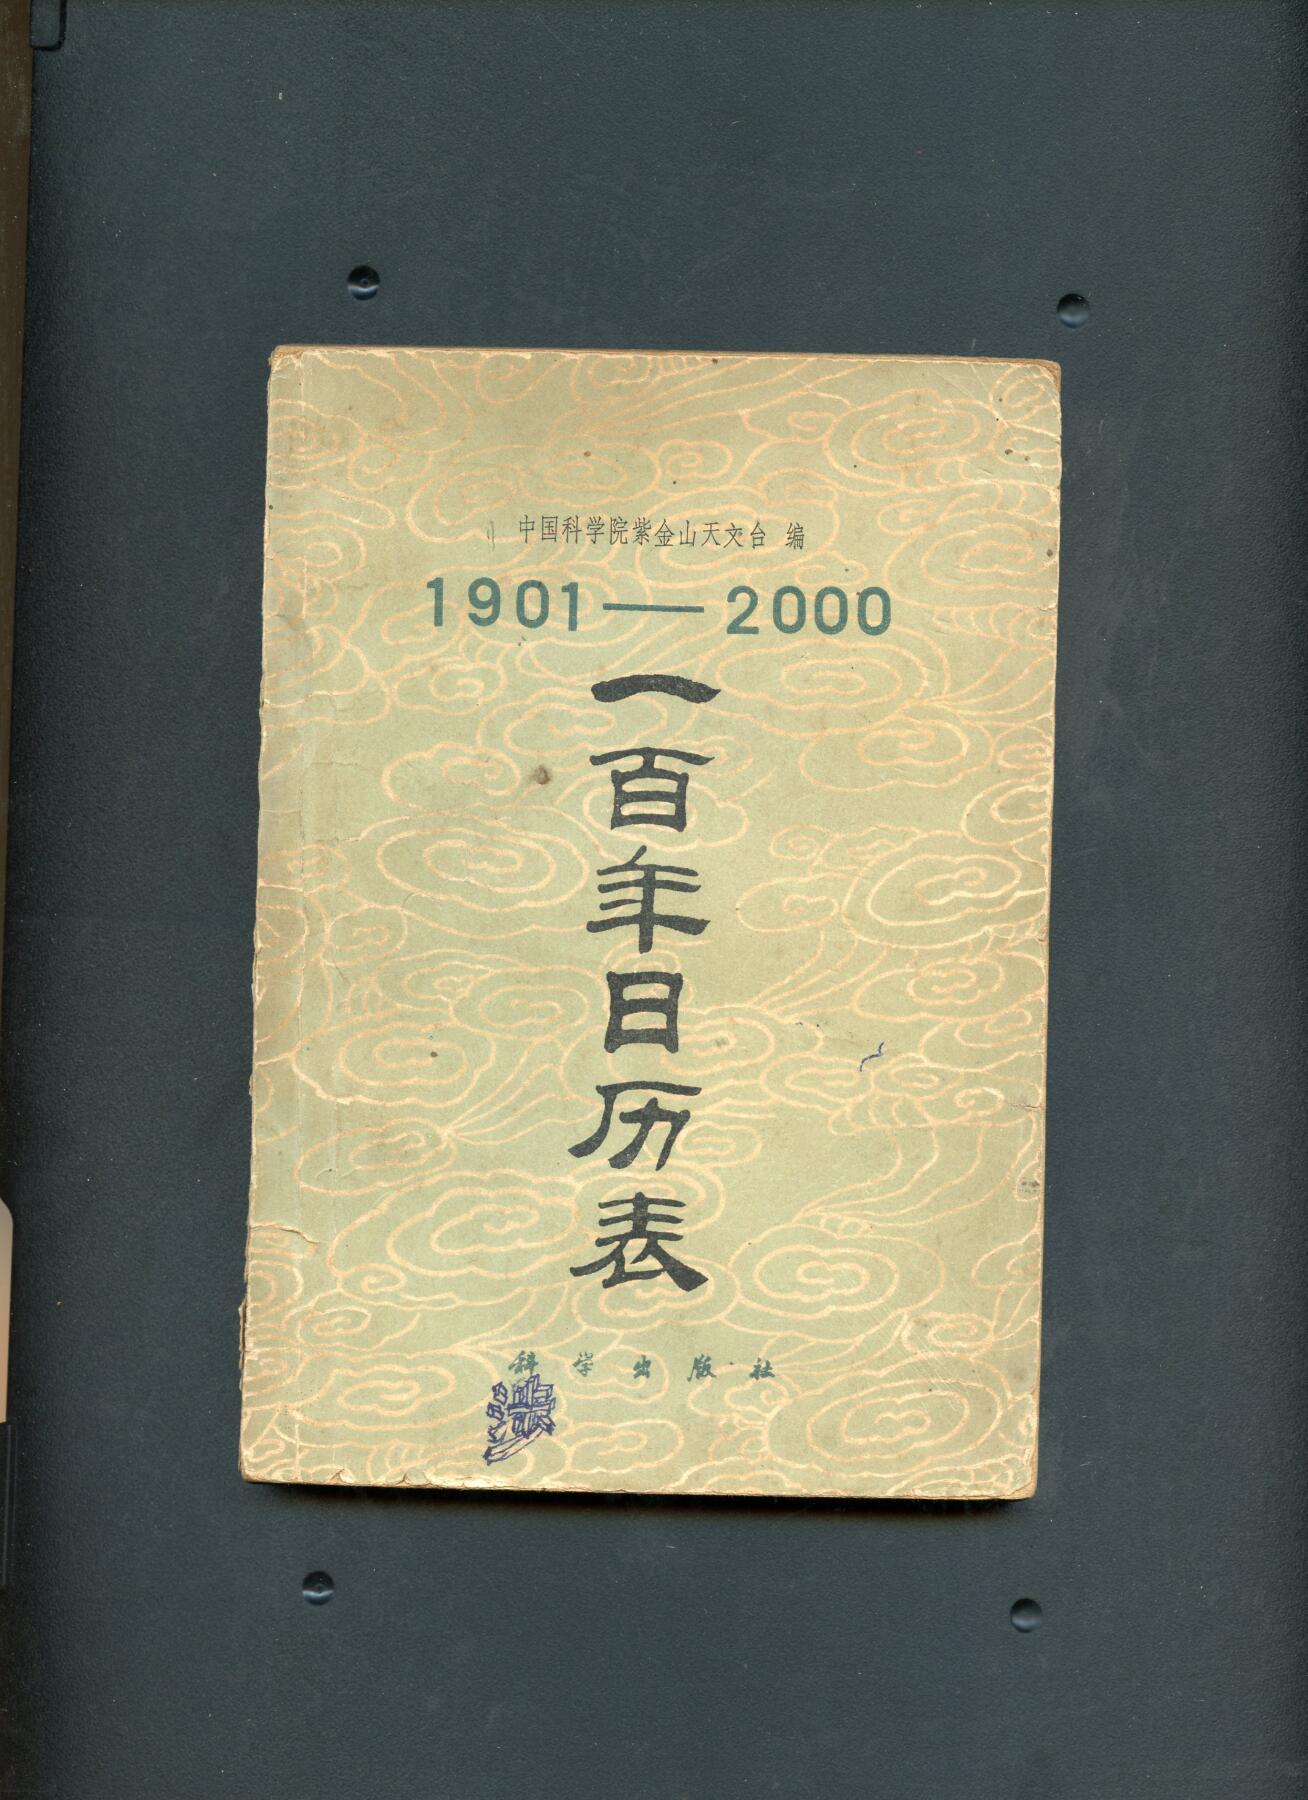 中国科学院紫金山天文台 编
1901—2000
一百年日历表
科学出版社